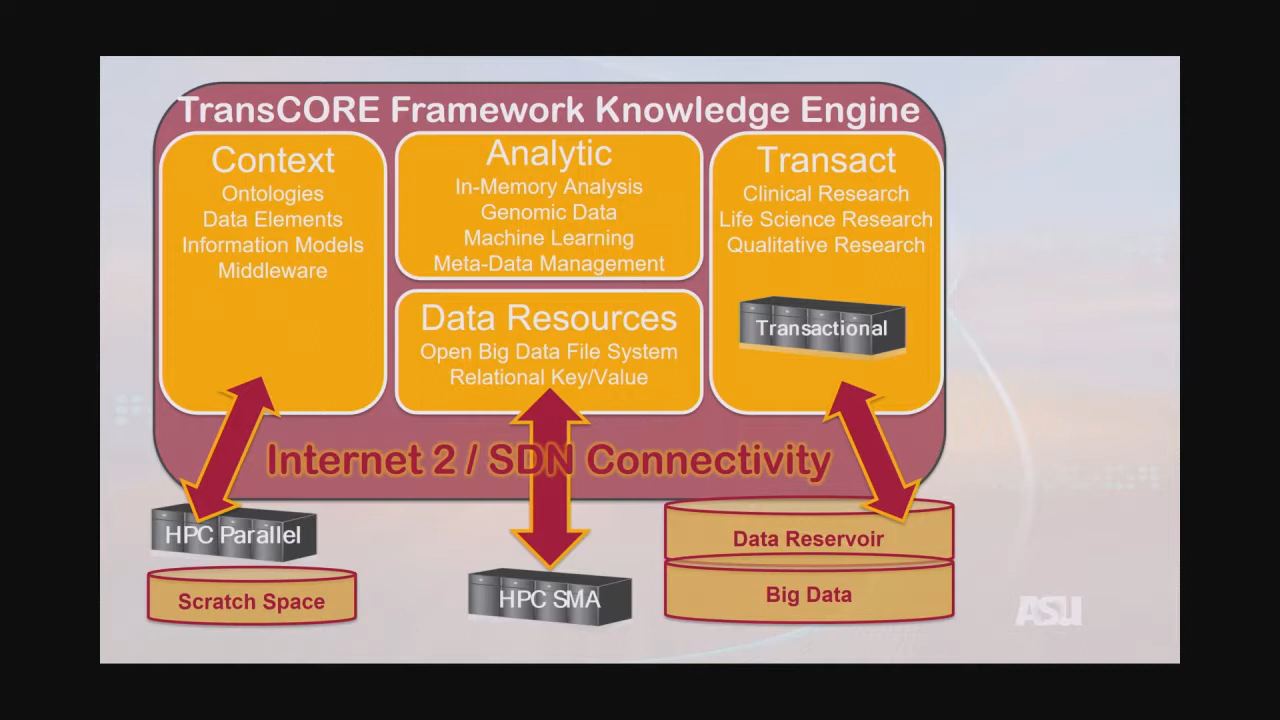 TransCORE Framework Knowledge Engine
Context
Ontologies
Data Elements
Information Models
Middleware
Analytic
In-Memory Analysis
Genomic Data
Machine Learning
Meta-Data Management
Data Resources
Open Big Data File System
Relational Key/Value
Transact
Clinical Research
Life Science Research
Qualitative Research
Transactional
Internet 2 / SDN Connectivity
HPC Parallel
Scratch Space
HPC SMA
Data Reservoir
Big Data
ASU